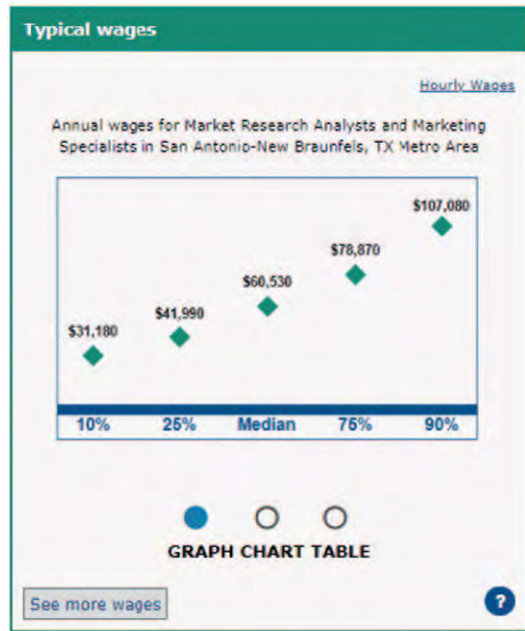 Typical wages
Hourly Wages
Annual wages for Market Research Analysts and Marketing
Specialists in San Antonio-New Braunfels, TX Metro Area
$107,080
$78,870
$60,530
$41,990
$31,180
10% 25% Median 75% 90%
GRAPH CHART TABLE
See more wages
?